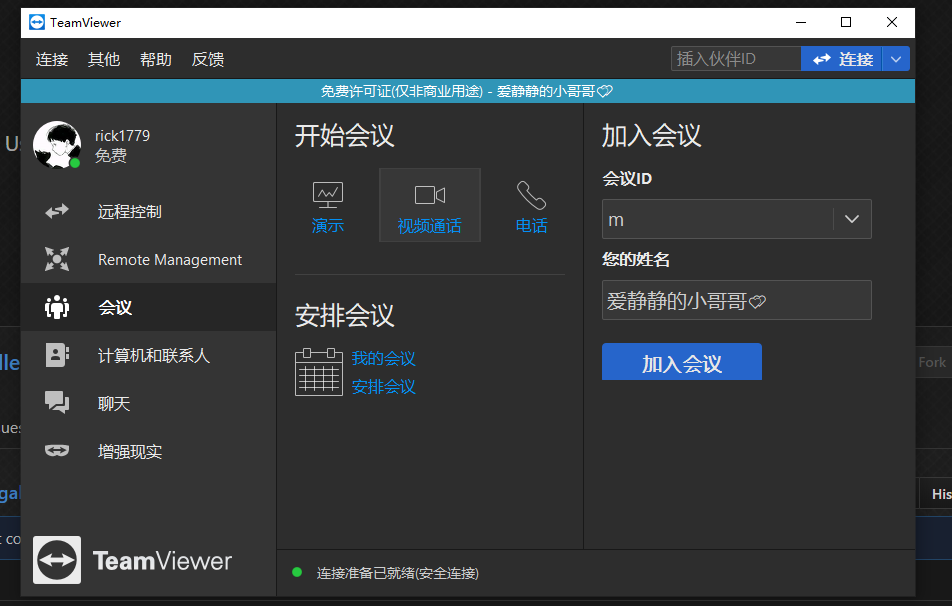 TeamViewer
连接 其他 帮助 反馈
插入伙伴ID 连接
免费许可证(仅非商业用途) - 爱静静的小哥哥
rick1779
免费
远程控制
Remote Management
会议
计算机和联系人
聊天
增强现实
TeamViewer
开始会议
演示 视频通话 电话
安排会议
我的会议
安排会议
加入会议
会议ID
m
您的姓名
爱静静的小哥哥
加入会议
连接准备已就绪(安全连接)
Fork